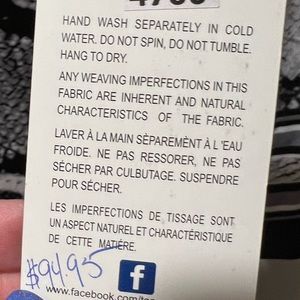 HAND WASH SEPARATELY IN COLD
WATER. DO NOT SPIN, DO NOT TUMBLE.
HANG TO DRY.
ANY WEAVING IMPERFECTIONS IN THIS
FABRIC ARE INHERENT AND NATURAL
CHARACTERISTICS OF THE FABRIC.
LAVER À LA MAIN SÈPAREMENT À L'EAU
FROIDE. NE PAS RESSORER, NE PAS
SÉCHER PAR CULBUTAGE. SUSPENDRE
POUR SÉCHER.
LES IMPERFECTIONS DE TISSAGE SONT
UN ASPECT NATUREL ET CHARACTÉRISTIQUE
DE CETTE MATIÈRE.
$94.95
f
www.facebook.com